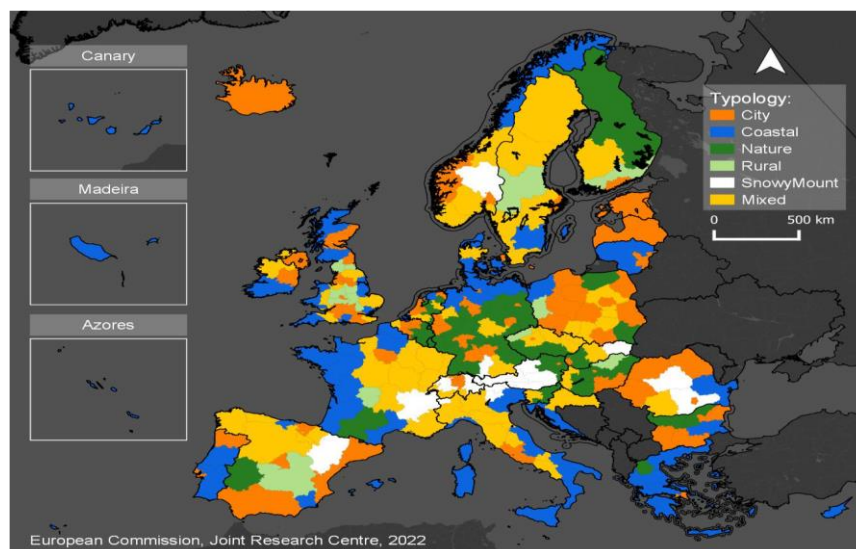 Canary
Madeira
Azores
Typology:
City
Coastal
Nature
Rural
SnowyMount
Mixed
0 500 km
European Commission, Joint Research Centre, 2022